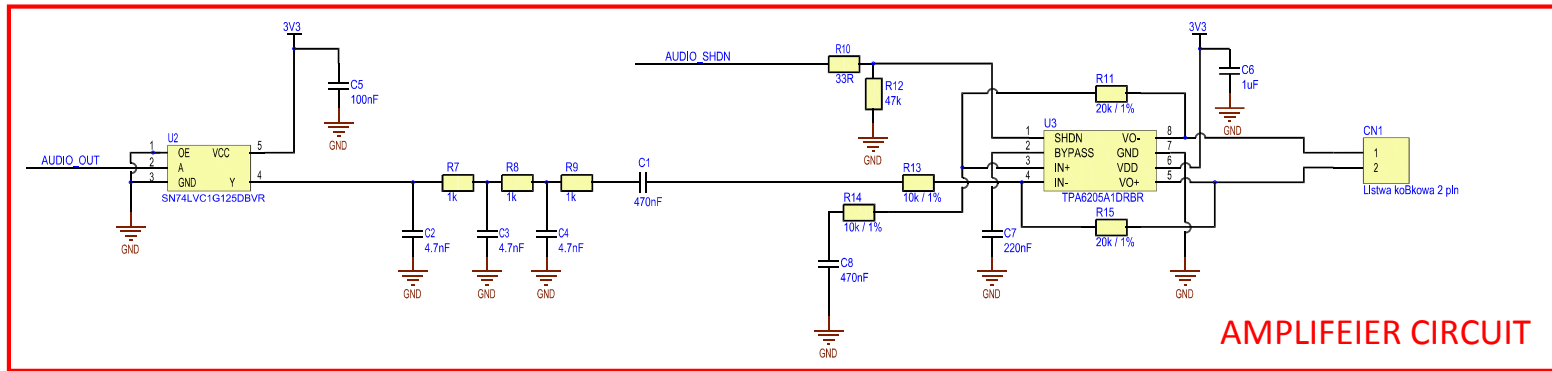 3V3
C5
100nF
GND
U2
1
2
3
OE
A
GND
VCC
Y
5
4
SN74LVC1G125DBVR
AUDIO_OUT
GND
R7
1k
R8
1k
R9
1k
C2
4.7nF
GND
C3
4.7nF
GND
C4
4.7nF
GND
C1
470nF
AUDIO_SHDN
R10
33R
R12
47k
GND
R13
10k / 1%
R14
10k / 1%
C8
470nF
GND
C7
220nF
GND
U3
1
2
3
4
SHDN
BYPASS
IN+
IN-
VO-
GND
VDD
VO+
8
7
6
5
TPA6205A1DRBR
R11
20k / 1%
R15
20k / 1%
GND
3V3
C6
1uF
GND
CN1
1
2
LIstwa koBkowa 2 pIn
AMPLIFEIER CIRCUIT